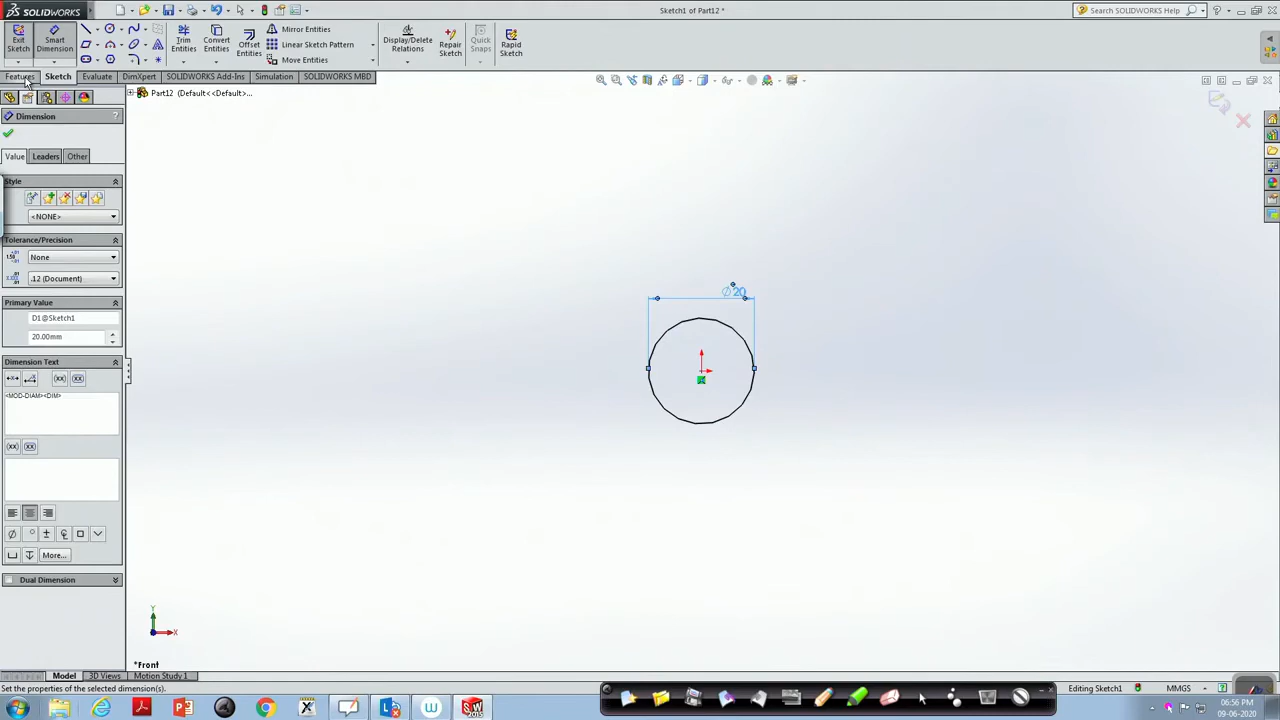 SOLIDWORKS
Sketch1 of Part12 *
Search SOLIDWORKS Help
Exit Sketch
Smart Dimension
Trim Entities
Convert Entities
Offset Entities
Mirror Entities
Linear Sketch Pattern
Move Entities
Display/Delete Relations
Repair Sketch
Quick Snaps
Rapid Sketch
Features Sketch Evaluate DimXpert SOLIDWORKS Add-Ins Simulation SOLIDWORKS MBD
Part12 (Default<<Default>...
Dimension ?
Value Leaders Other
Style
<NONE>
Tolerance/Precision
None
.12 (Document)
Primary Value
D1@Sketch1
20.00mm
Dimension Text
<MOD-DIAM><DIM>
More...
Dual Dimension
∅20
Y
X
*Front
Model 3D Views Motion Study 1
Set the properties of the selected dimension(s).
Editing Sketch1 MMGS
06:56 PM
09-06-2020